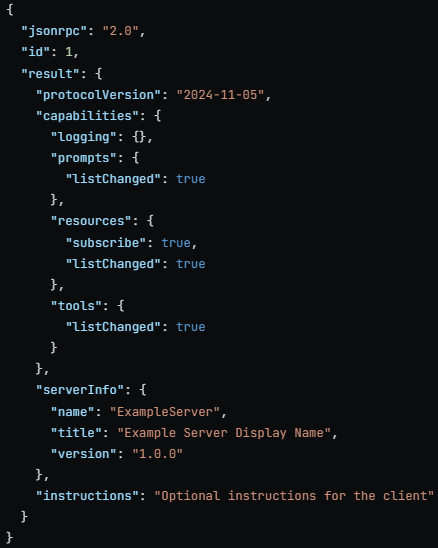 {
  "jsonrpc": "2.0",
  "id": 1,
  "result": {
    "protocolVersion": "2024-11-05",
    "capabilities": {
      "logging": {},
      "prompts": {
        "listChanged": true
      },
      "resources": {
        "subscribe": true,
        "listChanged": true
      },
      "tools": {
        "listChanged": true
      }
    },
    "serverInfo": {
      "name": "ExampleServer",
      "title": "Example Server Display Name",
      "version": "1.0.0"
    },
    "instructions": "Optional instructions for the client"
  }
}